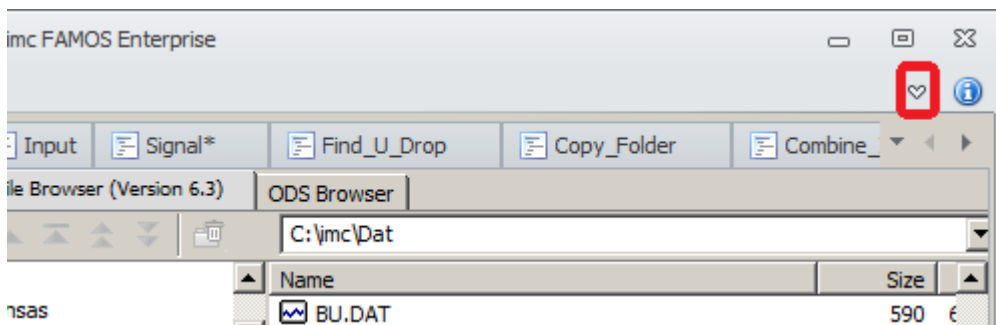 imc FAMOS Enterprise
Input Signal* Find_U_Drop Copy_Folder Combine_
ile Browser (Version 6.3) ODS Browser
C:\imc\Dat
Name Size
nsas BU.DAT 590 6